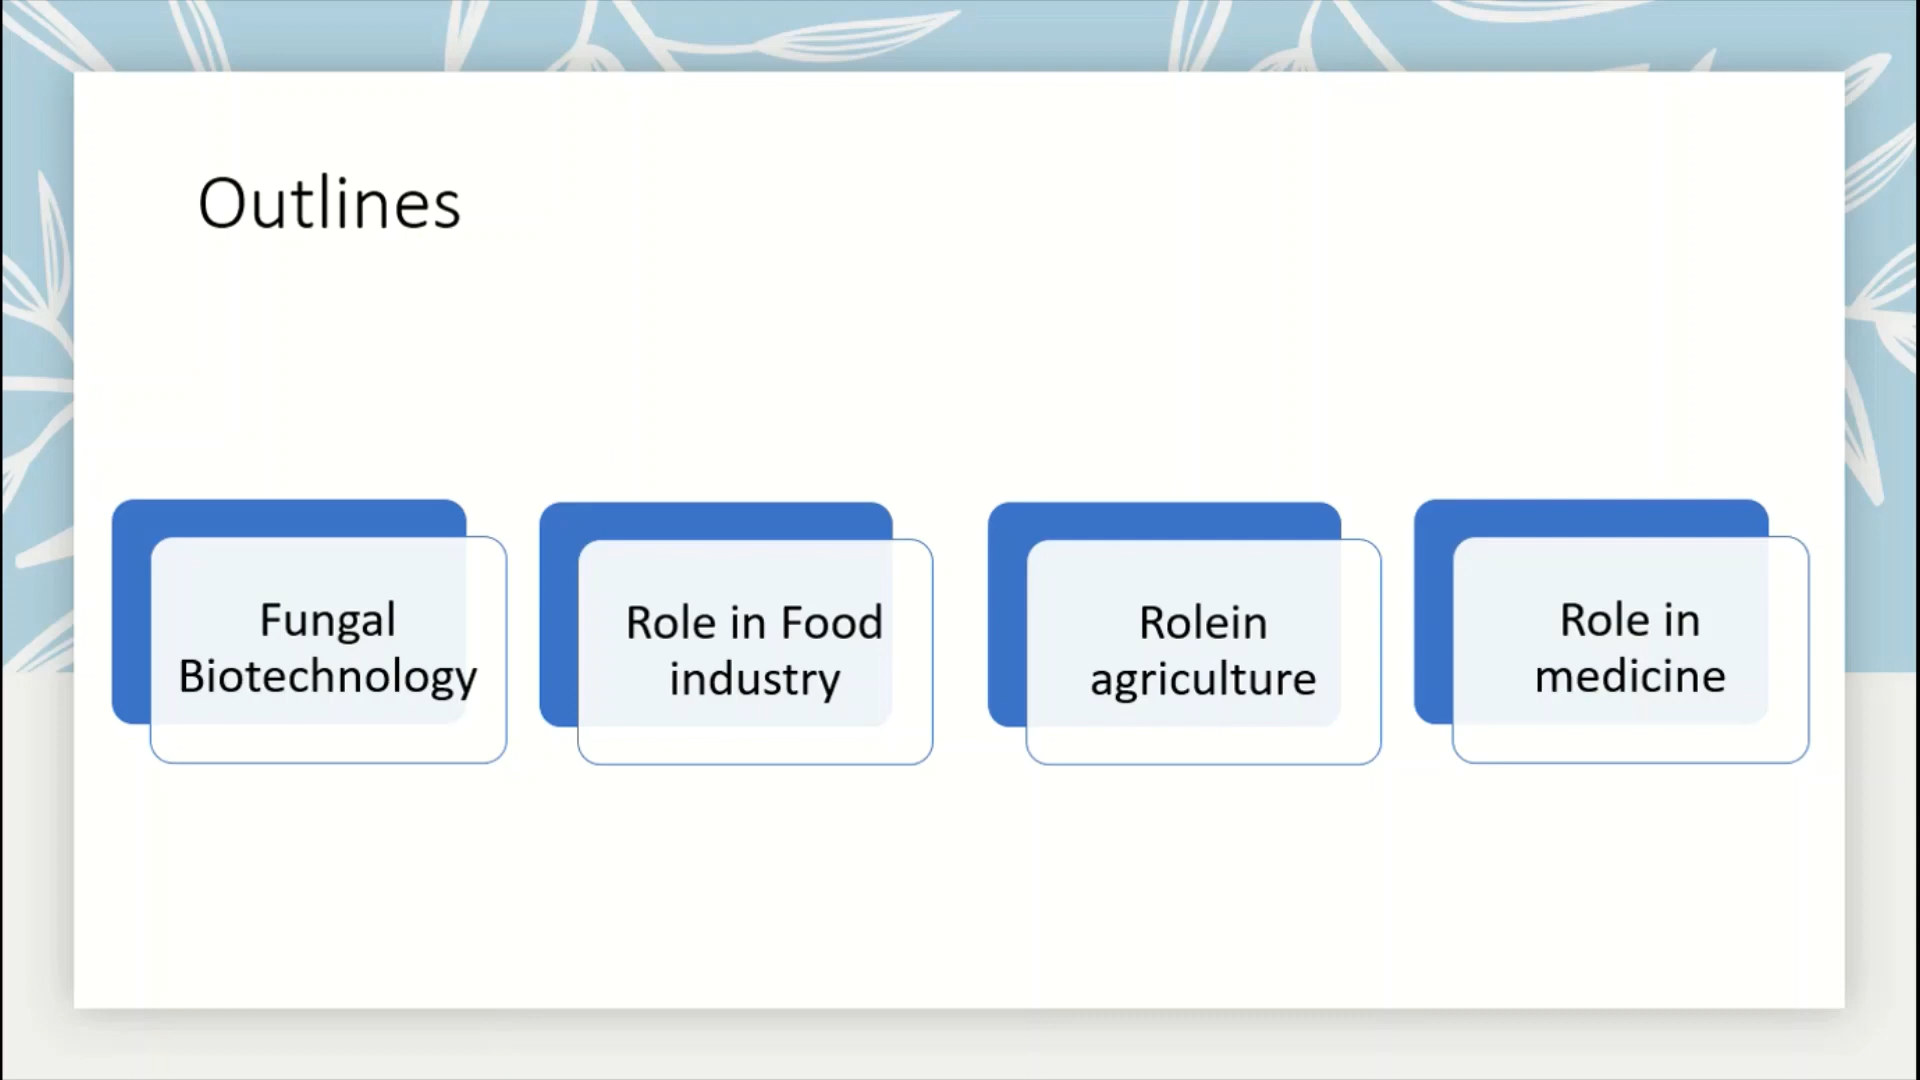 Outlines
Fungal
Biotechnology
Role in Food
industry
Rolein
agriculture
Role in
medicine